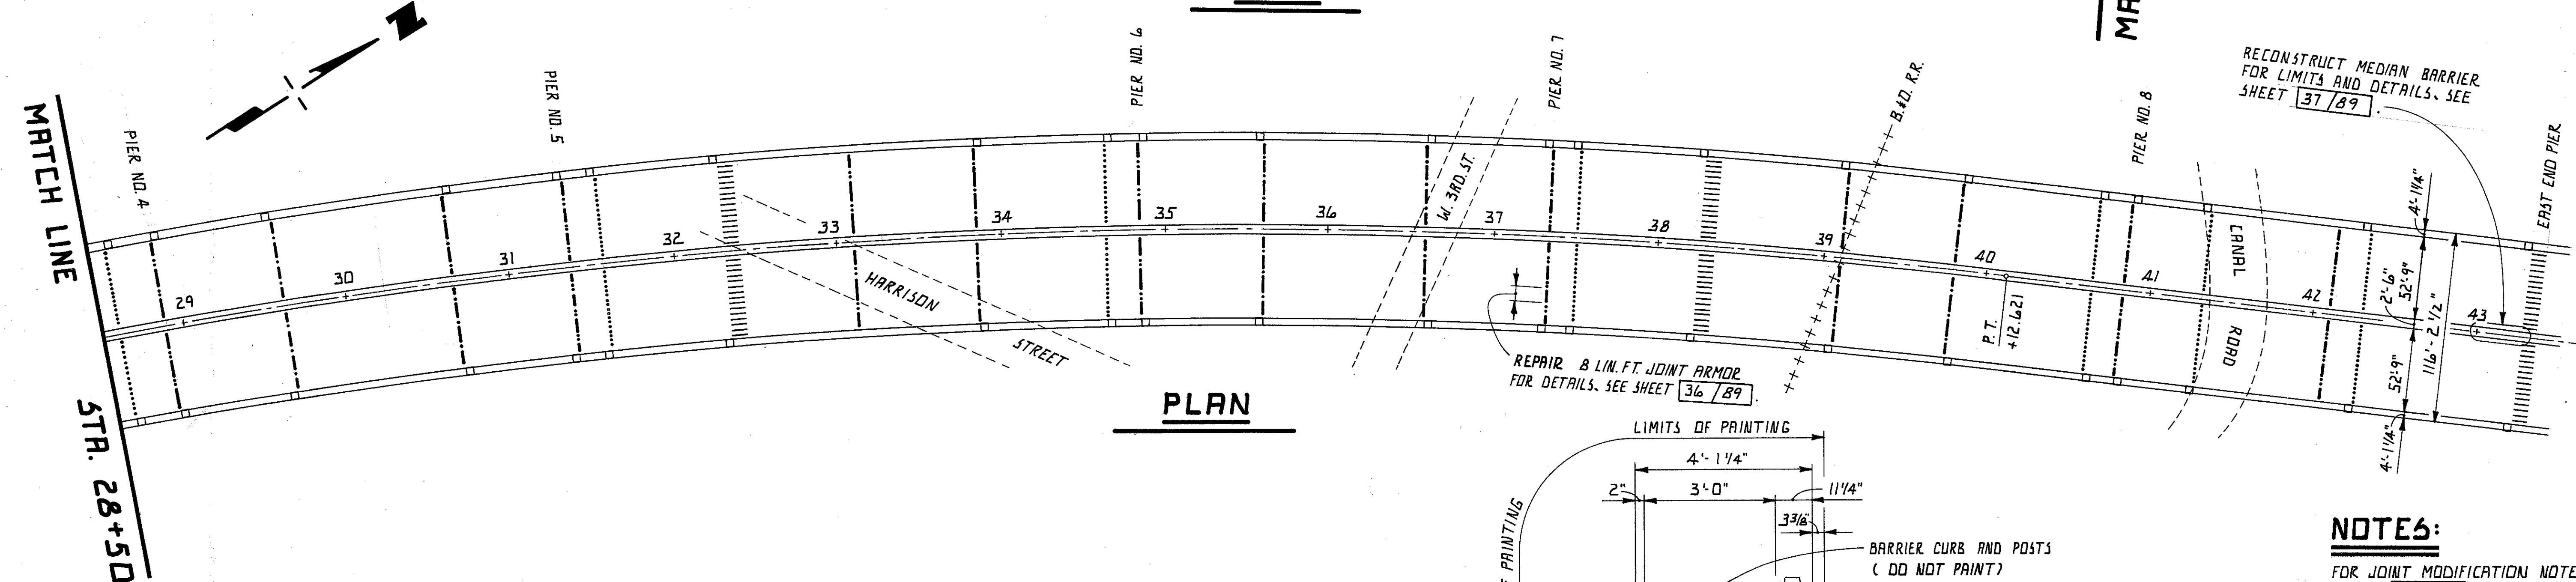 N
MA
MATCH LINE
STA. 28+50
PIER NO. 4
PIER NO. 5
PIER NO. 6
PIER NO. 7
B.&O. R.R.
PIER NO. 8
EAST END PIER
RECONSTRUCT MEDIAN BARRIER
FOR LIMITS AND DETAILS, SEE
SHEET 37/89 .
29
30
31
32
33
34
35
36
37
38
39
40
41
42
43
HARRISON
STREET
W. 3RD. ST.
CANAL
ROAD
P.T.
+12.621
4'-1 1/4"
2'-6"
52'-9"
52'-9"
116'-2 1/2"
4'-1 1/4"
REPAIR 8 LIN. FT. JOINT ARMOR
FOR DETAILS, SEE SHEET 36/89 .
PLAN
LIMITS OF PAINTING
4'-1 1/4"
2"
3'-0"
11 1/4"
3 3/8"
PAINTING
BARRIER CURB AND POSTS
( DO NOT PAINT)
NOTES:
FOR JOINT MODIFICATION NOTE